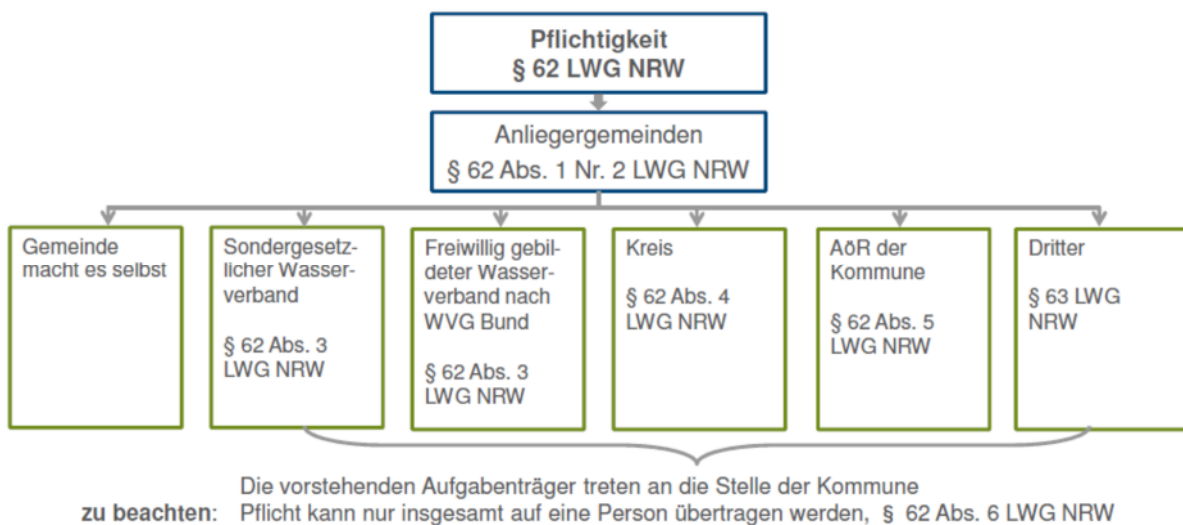 Pflichtigkeit
§ 62 LWG NRW
Anliegergemeinden
§ 62 Abs. 1 Nr. 2 LWG NRW
Gemeinde
macht es selbst
Sondergesetz-
licher Wasser-
verband
§ 62 Abs. 3
LWG NRW
Freiwillig gebil-
deter Wasser-
verband nach
WVG Bund
§ 62 Abs. 3
LWG NRW
Kreis
§ 62 Abs. 4
LWG NRW
AöR der
Kommune
§ 62 Abs. 5
LWG NRW
Dritter
§ 63 LWG
NRW
Die vorstehenden Aufgabenträger treten an die Stelle der Kommune
zu beachten: Pflicht kann nur insgesamt auf eine Person übertragen werden, § 62 Abs. 6 LWG NRW